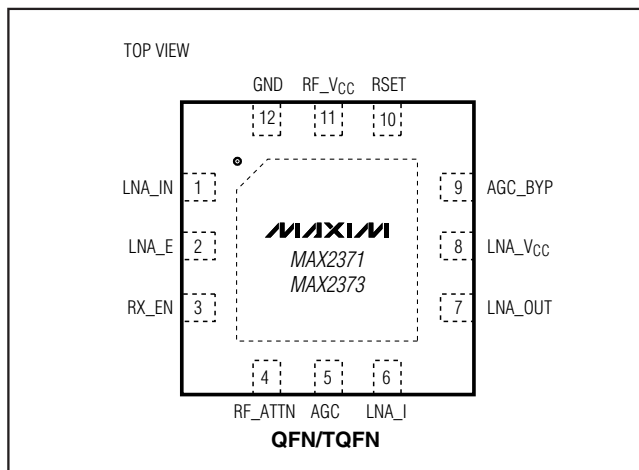 TOP VIEW
GND RF_VCC RSET
12 11 10
LNA_IN 1 9 AGC_BYP
MAXIM
LNA_E 2 MAX2371 8 LNA_VCC
MAX2373
RX_EN 3 7 LNA_OUT
4 5 6
RF_ATTN AGC LNA_I
QFN/TQFN